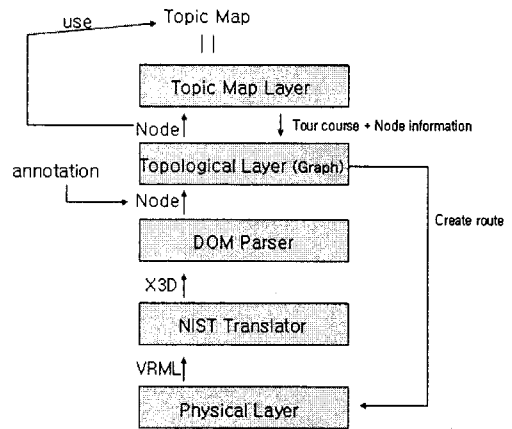 Topic Map
use
Topic Map Layer
Node
Tour course + Node information
Topological Layer (Graph)
annotation
Node
DOM Parser
Create route
X3D
NIST Translator
VRML
Physical Layer